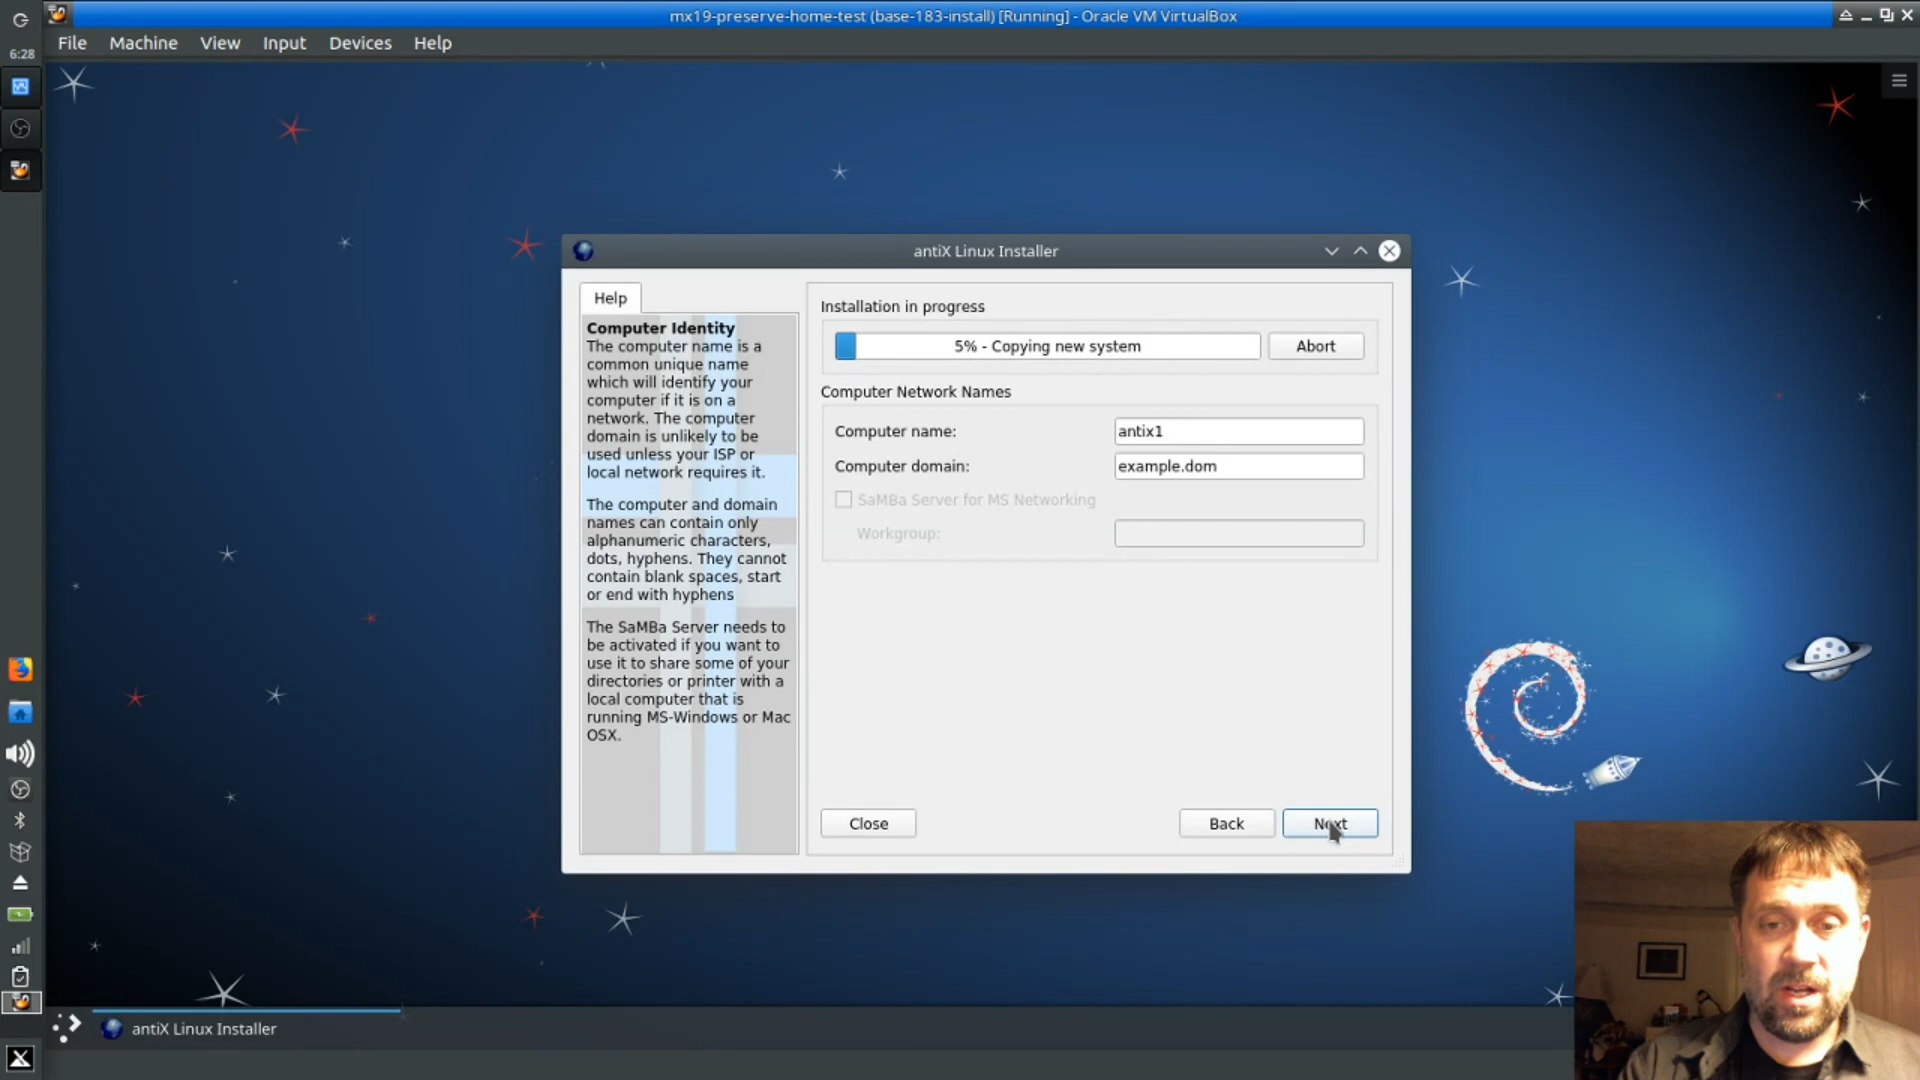 mx19-preserve-home-test (base-183-install) [Running] - Oracle VM VirtualBox
File Machine View Input Devices Help
6:28
antiX Linux Installer
Help
Computer Identity
The computer name is a
common unique name
which will identify your
computer if it is on a
network. The computer
domain is unlikely to be
used unless your ISP or
local network requires it.
The computer and domain
names can contain only
alphanumeric characters,
dots, hyphens. They cannot
contain blank spaces, start
or end with hyphens
The SaMBa Server needs to
be activated if you want to
use it to share some of your
directories or printer with a
local computer that is
running MS-Windows or Mac
OSX.
Installation in progress
5% - Copying new system
Abort
Computer Network Names
Computer name: antix1
Computer domain: example.dom
SaMBa Server for MS Networking
Workgroup:
Close
Back
Next
antiX Linux Installer